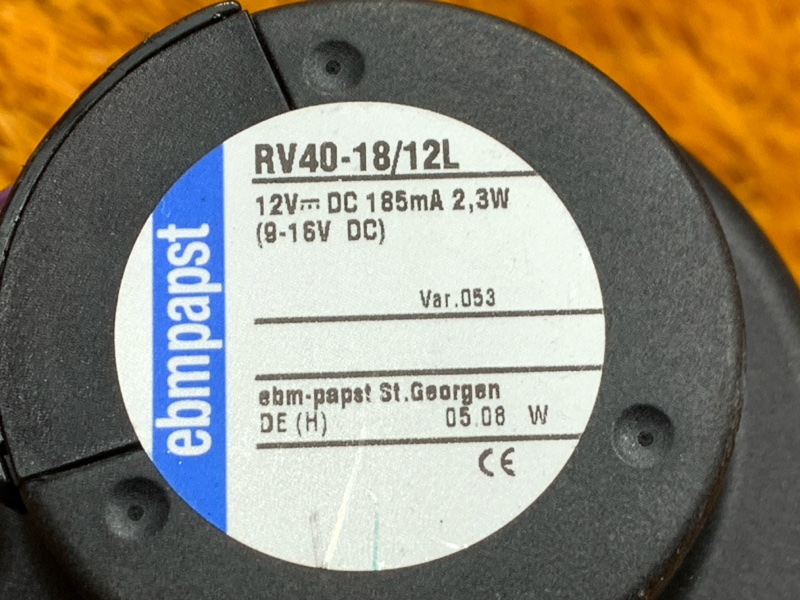 RV40-18/12L
12V⎓ DC 185mA 2,3W
(9-16V DC)
Var.053
ebm-papst St.Georgen
DE (H) 05.08 W
CE
ebmpapst